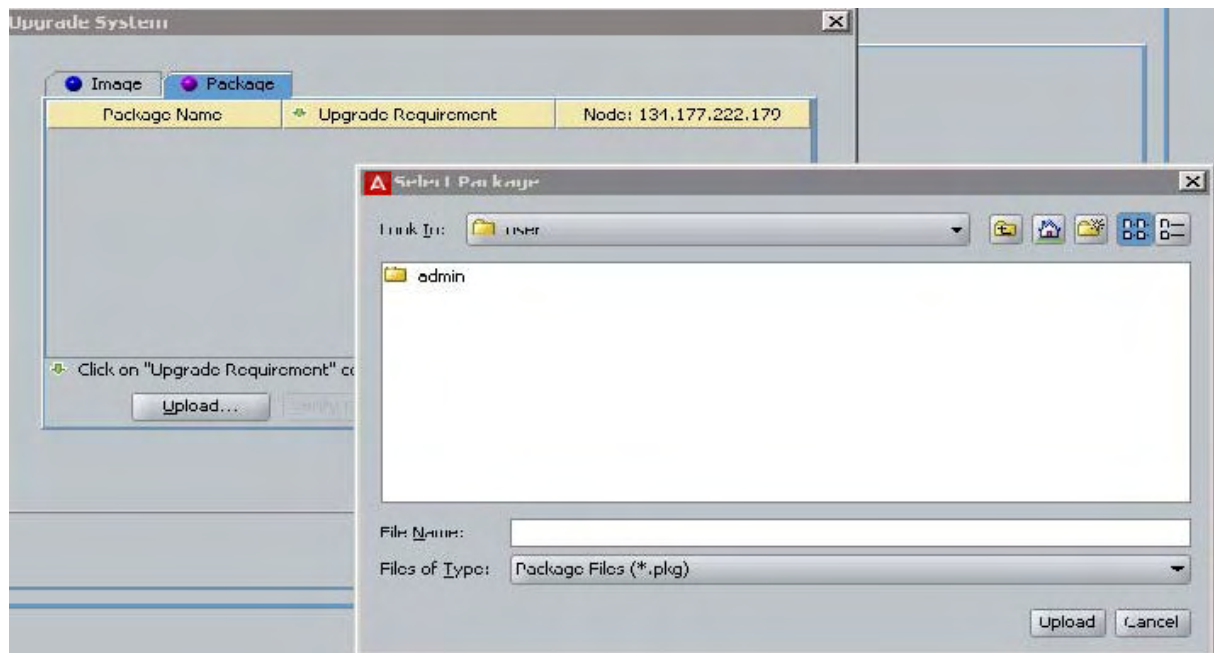 Upgrade System
Image
Package
Package Name
Upgrade Requirement
Node: 134.177.222.179
Click on "Upgrade Requirement" co
Upload...
Select Package
Look In:
user
admin
File Name:
Files of Type:
Package Files (*.pkg)
Upload
Cancel